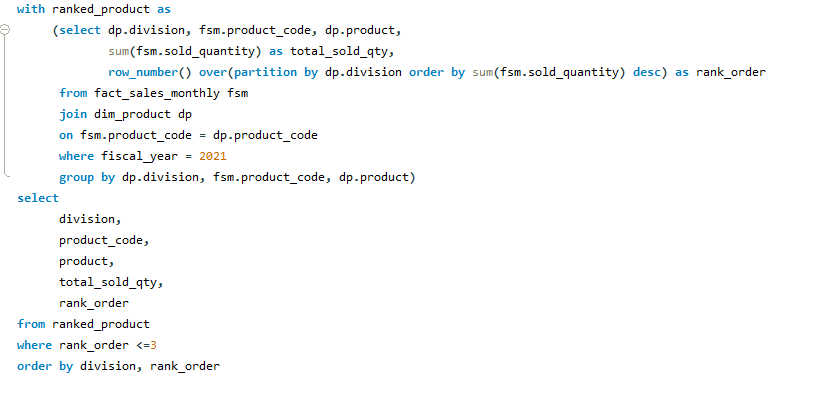 with ranked_product as
(select dp.division, fsm.product_code, dp.product,
sum(fsm.sold_quantity) as total_sold_qty,
row_number() over(partition by dp.division order by sum(fsm.sold_quantity) desc) as rank_order
from fact_sales_monthly fsm
join dim_product dp
on fsm.product_code = dp.product_code
where fiscal_year = 2021
group by dp.division, fsm.product_code, dp.product)
select
division,
product_code,
product,
total_sold_qty,
rank_order
from ranked_product
where rank_order <=3
order by division, rank_order